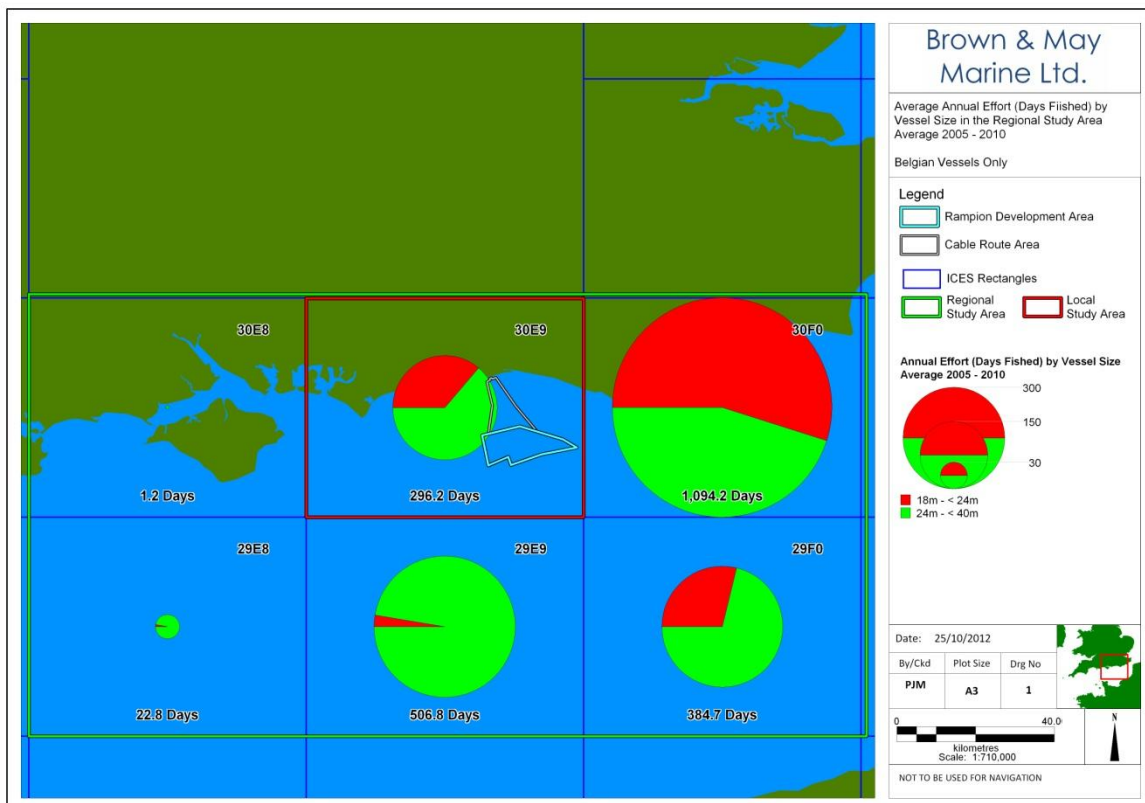 30E8
30E9
30F0
1.2 Days
296.2 Days
1,094.2 Days
29E8
29E9
29F0
22.8 Days
506.8 Days
384.7 Days
Brown & May
Marine Ltd.
Average Annual Effort (Days Fiished) by
Vessel Size in the Regional Study Area
Average 2005 - 2010
Belgian Vessels Only
Legend
Rampion Development Area
Cable Route Area
ICES Rectangles
Regional
Study Area
Local
Study Area
Annual Effort (Days Fished) by Vessel Size
Average 2005 - 2010
300
150
30
18m - < 24m
24m - < 40m
Date: 25/10/2012
By/Ckd Plot Size Drg No
PJM A3 1
0 40.0
kilometres
Scale: 1:710,000
N
NOT TO BE USED FOR NAVIGATION